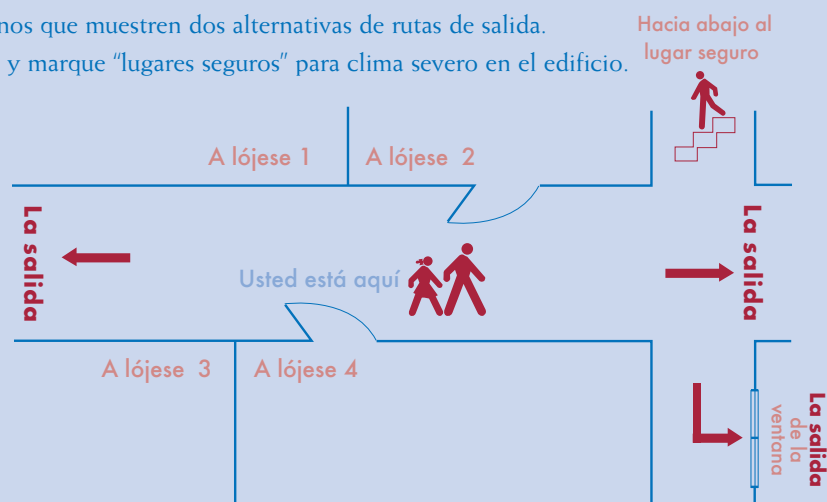 nos que muestren dos alternativas de rutas de salida.
y marque “lugares seguros” para clima severo en el edificio.
Hacia abajo al
lugar seguro
A lójese 1
A lójese 2
La salida
Usted está aquí
La salida
A lójese 3
A lójese 4
La salida
de la
ventana